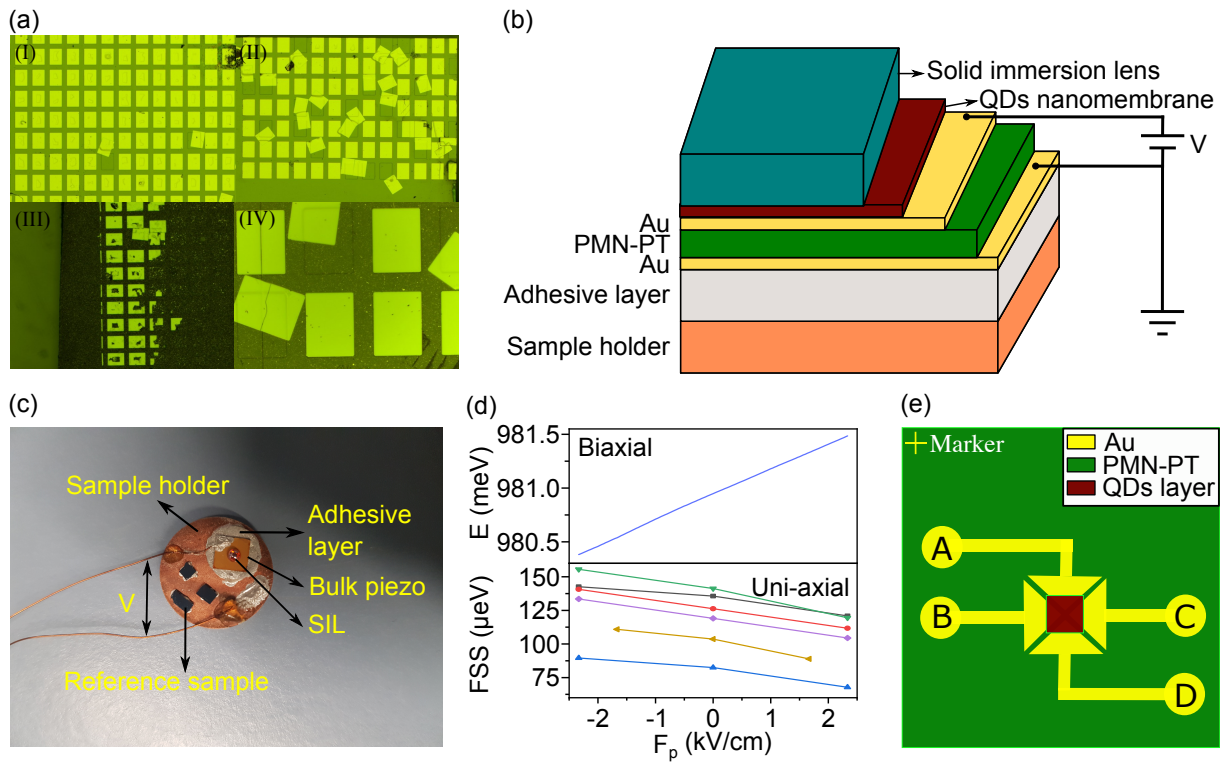 (a)
(I)
(II)
(III)
(IV)
(b)
Solid immersion lens
QDs nanomembrane
V
Au
PMN-PT
Au
Adhesive layer
Sample holder
(c)
Sample holder
Adhesive
layer
Bulk piezo
V
SIL
Reference sample
(d)
Biaxial
981.5
981.0
980.5
E (meV)
Uni-axial
150
125
100
75
FSS (μeV)
-2 -1 0 1 2
Fp (kV/cm)
(e)
Marker
Au
PMN-PT
QDs layer
A
B
C
D